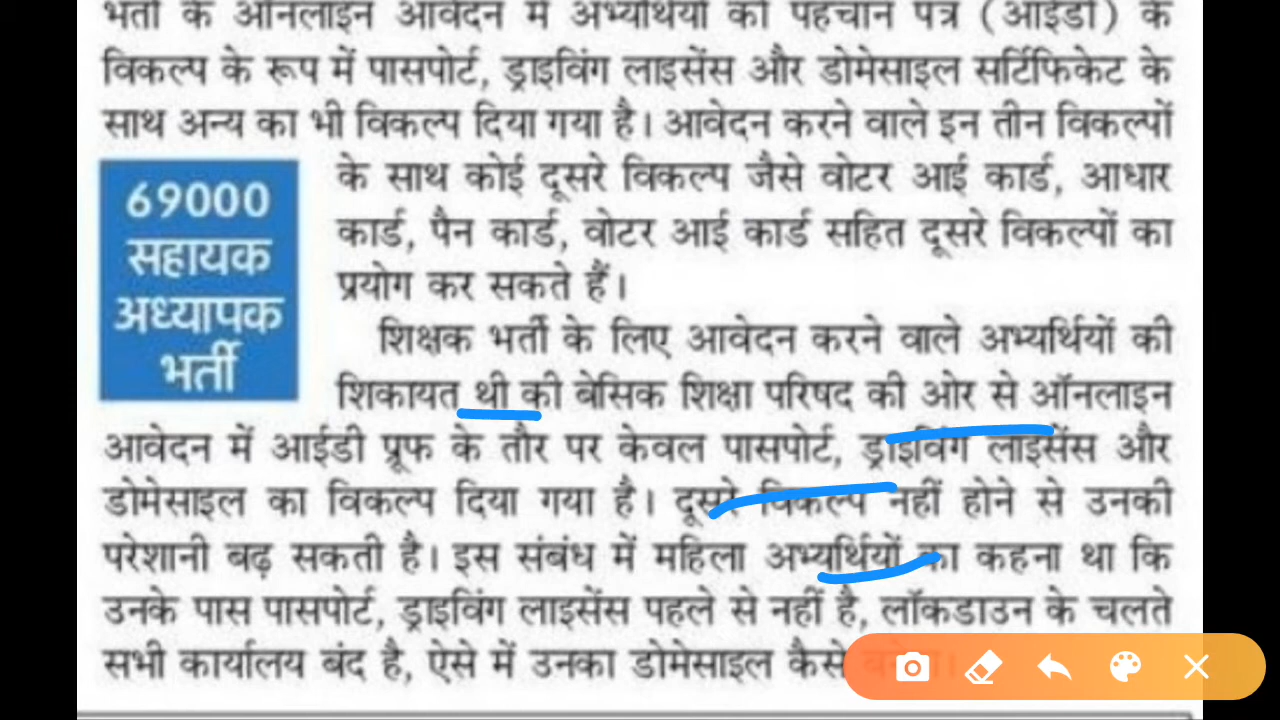 भर्ती के ऑनलाइन आवेदन में अभ्यर्थियों को पहचान पत्र (आईडी) के
विकल्प के रूप में पासपोर्ट, ड्राइविंग लाइसेंस और डोमेसाइल सर्टिफिकेट के
साथ अन्य का भी विकल्प दिया गया है। आवेदन करने वाले इन तीन विकल्पों
के साथ कोई दूसरे विकल्प जैसे वोटर आई कार्ड, आधार
कार्ड, पैन कार्ड, वोटर आई कार्ड सहित दूसरे विकल्पों का
प्रयोग कर सकते हैं।
69000
सहायक
अध्यापक
भर्ती
शिक्षक भर्ती के लिए आवेदन करने वाले अभ्यर्थियों की
शिकायत थी की बेसिक शिक्षा परिषद की ओर से ऑनलाइन
आवेदन में आईडी प्रूफ के तौर पर केवल पासपोर्ट, ड्राइविंग लाइसेंस और
डोमेसाइल का विकल्प दिया गया है। दूसरे विकल्प नहीं होने से उनकी
परेशानी बढ़ सकती है। इस संबंध में महिला अभ्यर्थियों का कहना था कि
उनके पास पासपोर्ट, ड्राइविंग लाइसेंस पहले से नहीं है, लॉकडाउन के चलते
सभी कार्यालय बंद है, ऐसे में उनका डोमेसाइल कैसे